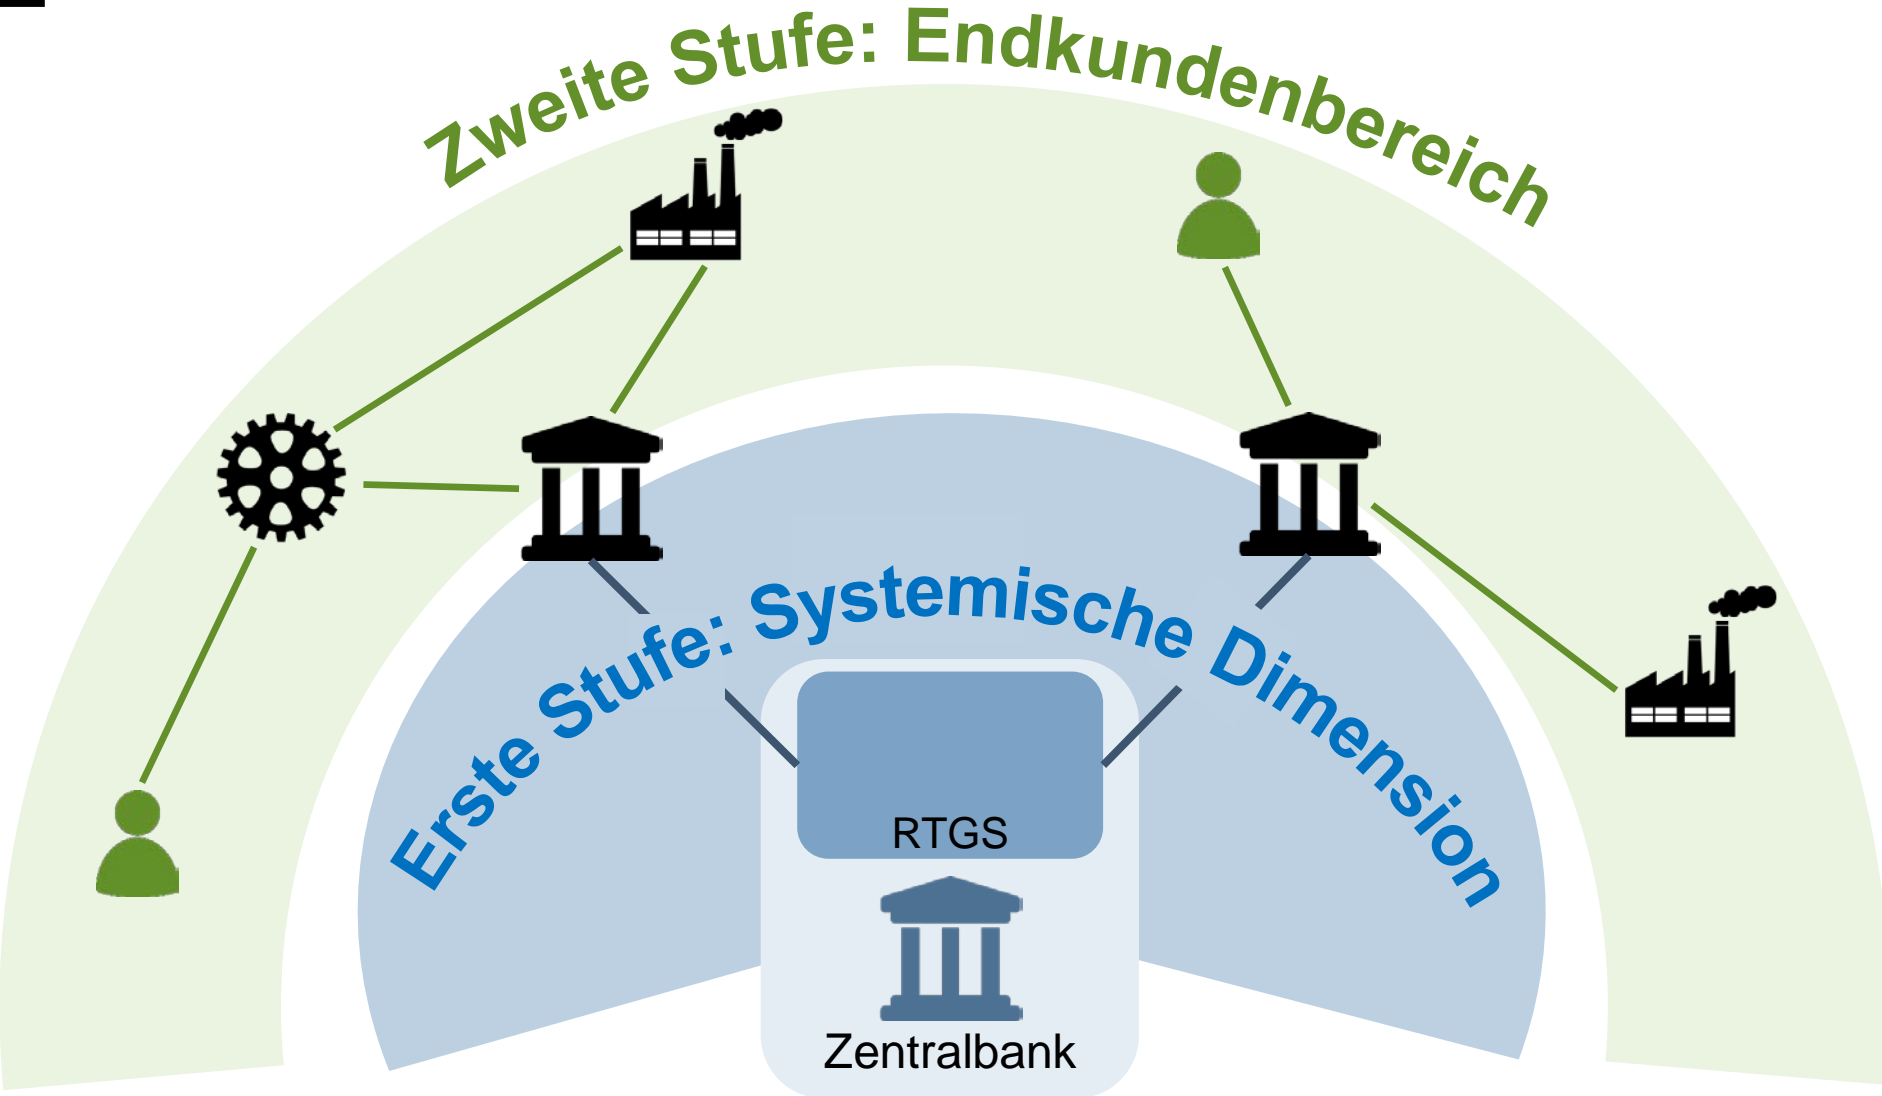 Zweite Stufe: Endkundenbereich
Erste Stufe: Systemische Dimension
RTGS
Zentralbank